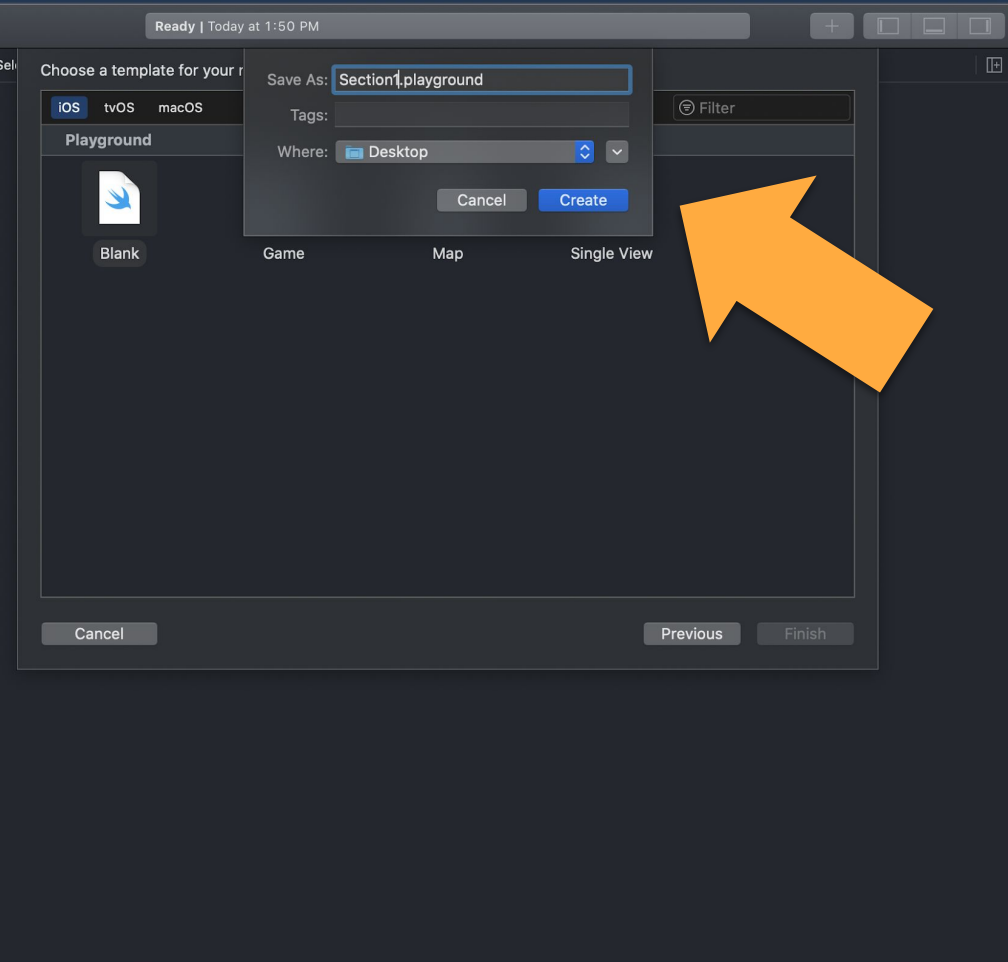 Ready | Today at 1:50 PM
Choose a template for your
Save As: Section1.playground
Tags:
Where: Desktop
Cancel Create
iOS tvOS macOS
Filter
Playground
Blank Game Map Single View
Cancel Previous Finish